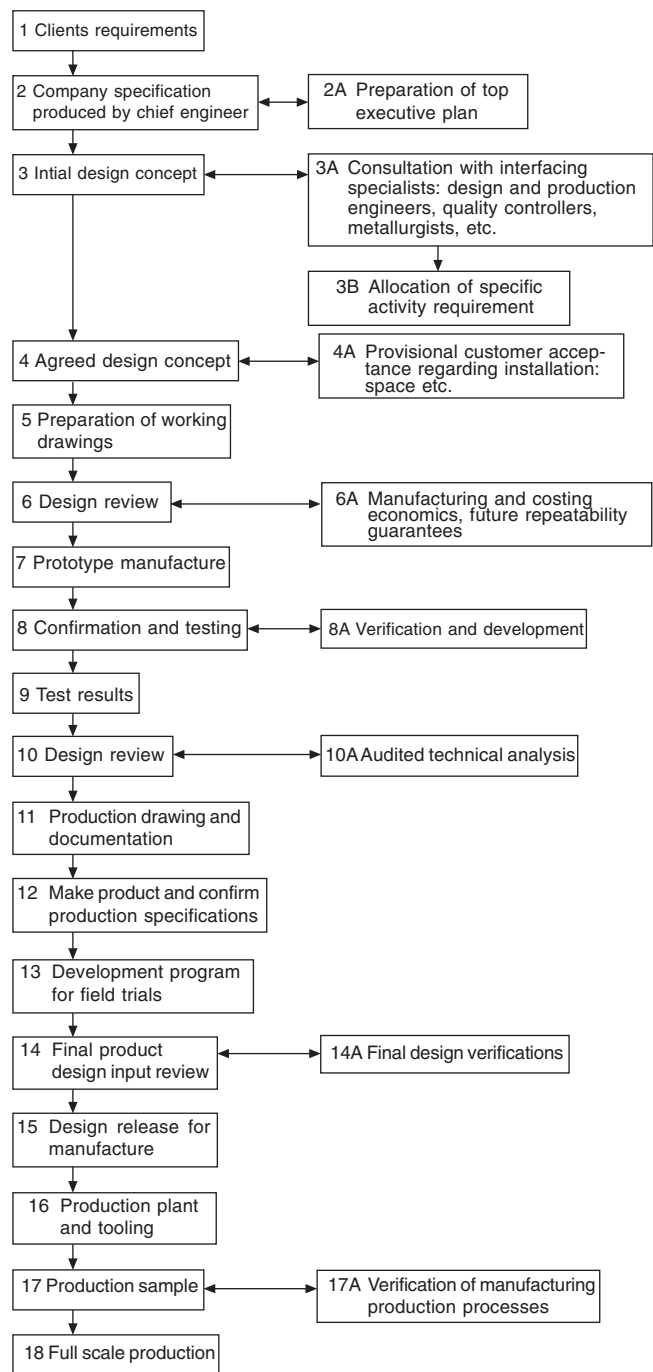 1 Clients requirements
2 Company specification
produced by chief engineer
2A Preparation of top
executive plan
3 Intial design concept
3A Consultation with interfacing
specialists: design and production
engineers, quality controllers,
metallurgists, etc.
3B Allocation of specific
activity requirement
4 Agreed design concept
4A Provisional customer accep-
tance regarding installation:
space etc.
5 Preparation of working
drawings
6 Design review
6A Manufacturing and costing
economics, future repeatability
guarantees
7 Prototype manufacture
8 Confirmation and testing
8A Verification and development
9 Test results
10 Design review
10A Audited technical analysis
11 Production drawing and
documentation
12 Make product and confirm
production specifications
13 Development program
for field trials
14 Final product
design input review
14A Final design verifications
15 Design release for
manufacture
16 Production plant
and tooling
17 Production sample
17A Verification of manufacturing
production processes
18 Full scale production